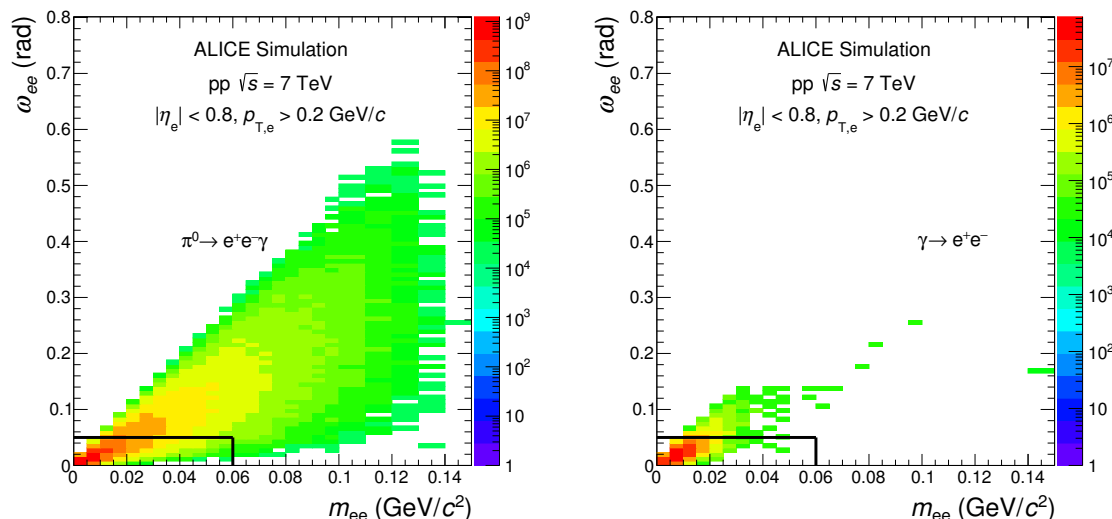 ω_ee (rad)
0.8
0.7
0.6
0.5
0.4
0.3
0.2
0.1
0
ALICE Simulation
pp √s = 7 TeV
|η_e| < 0.8, p_T,e > 0.2 GeV/c
π⁰→ e⁺e⁻γ
0 0.02 0.04 0.06 0.08 0.1 0.12 0.14
m_ee (GeV/c²)
10⁹
10⁸
10⁷
10⁶
10⁵
10⁴
10³
10²
10
1
ω_ee (rad)
0.8
0.7
0.6
0.5
0.4
0.3
0.2
0.1
0
ALICE Simulation
pp √s = 7 TeV
|η_e| < 0.8, p_T,e > 0.2 GeV/c
γ→ e⁺e⁻
0 0.02 0.04 0.06 0.08 0.1 0.12 0.14
m_ee (GeV/c²)
10⁷
10⁶
10⁵
10⁴
10³
10²
10
1